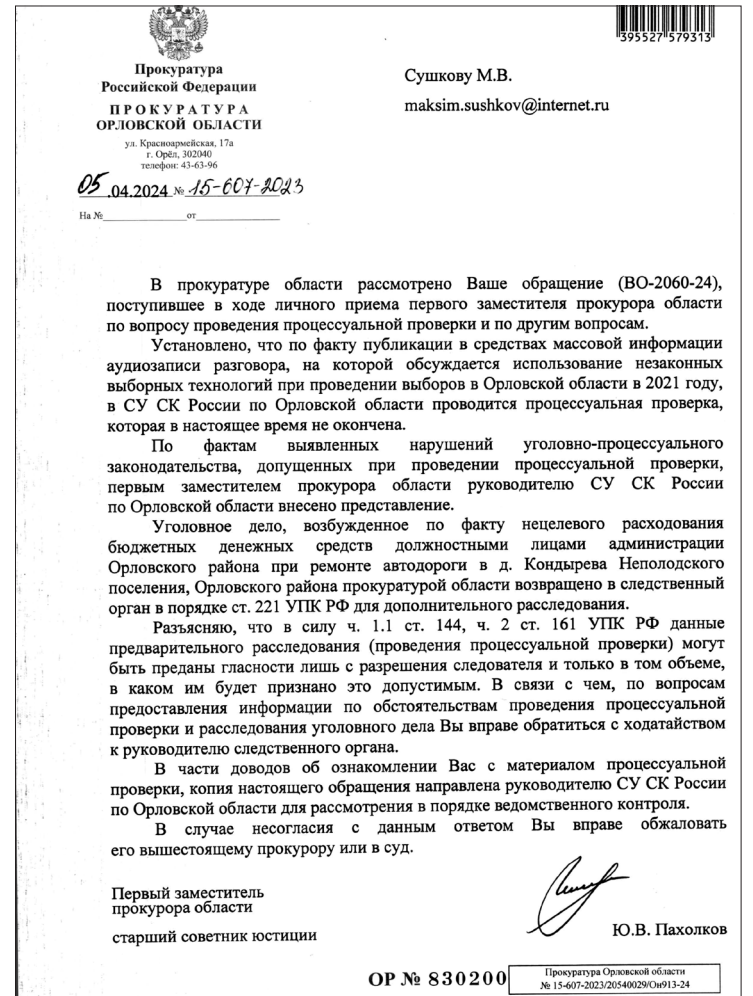 395527 579313
Прокуратура
Российской Федерации
ПРОКУРАТУРА
ОРЛОВСКОЙ ОБЛАСТИ
ул. Красноармейская, 17а
г. Орёл, 302040
телефон: 43-63-96
05.04.2024 № 15-607-2023
На № от
Сушкову М.В.
maksim.sushkov@internet.ru
В прокуратуре области рассмотрено Ваше обращение (ВО-2060-24),
поступившее в ходе личного приема первого заместителя прокурора области
по вопросу проведения процессуальной проверки и по другим вопросам.
Установлено, что по факту публикации в средствах массовой информации
аудиозаписи разговора, на которой обсуждается использование незаконных
выборных технологий при проведении выборов в Орловской области в 2021 году,
в СУ СК России по Орловской области проводится процессуальная проверка,
которая в настоящее время не окончена.
По фактам выявленных нарушений уголовно-процессуального
законодательства, допущенных при проведении процессуальной проверки,
первым заместителем прокурора области руководителю СУ СК России
по Орловской области внесено представление.
Уголовное дело, возбужденное по факту нецелевого расходования
бюджетных денежных средств должностными лицами администрации
Орловского района при ремонте автодороги в д. Кондырева Неполодского
поселения, Орловского района прокуратурой области возвращено в следственный
орган в порядке ст. 221 УПК РФ для дополнительного расследования.
Разъясняю, что в силу ч. 1.1 ст. 144, ч. 2 ст. 161 УПК РФ данные
предварительного расследования (проведения процессуальной проверки) могут
быть преданы гласности лишь с разрешения следователя и только в том объеме,
в каком им будет признано это допустимым. В связи с чем, по вопросам
предоставления информации по обстоятельствам проведения процессуальной
проверки и расследования уголовного дела Вы вправе обратиться с ходатайством
к руководителю следственного органа.
В части доводов об ознакомлении Вас с материалом процессуальной
проверки, копия настоящего обращения направлена руководителю СУ СК России
по Орловской области для рассмотрения в порядке ведомственного контроля.
В случае несогласия с данным ответом Вы вправе обжаловать
его вышестоящему прокурору или в суд.
Первый заместитель
прокурора области
старший советник юстиции
Ю.В. Пахолков
ОР № 830200
Прокуратура Орловской области
№ 15-607-2023/20540029/Он913-24